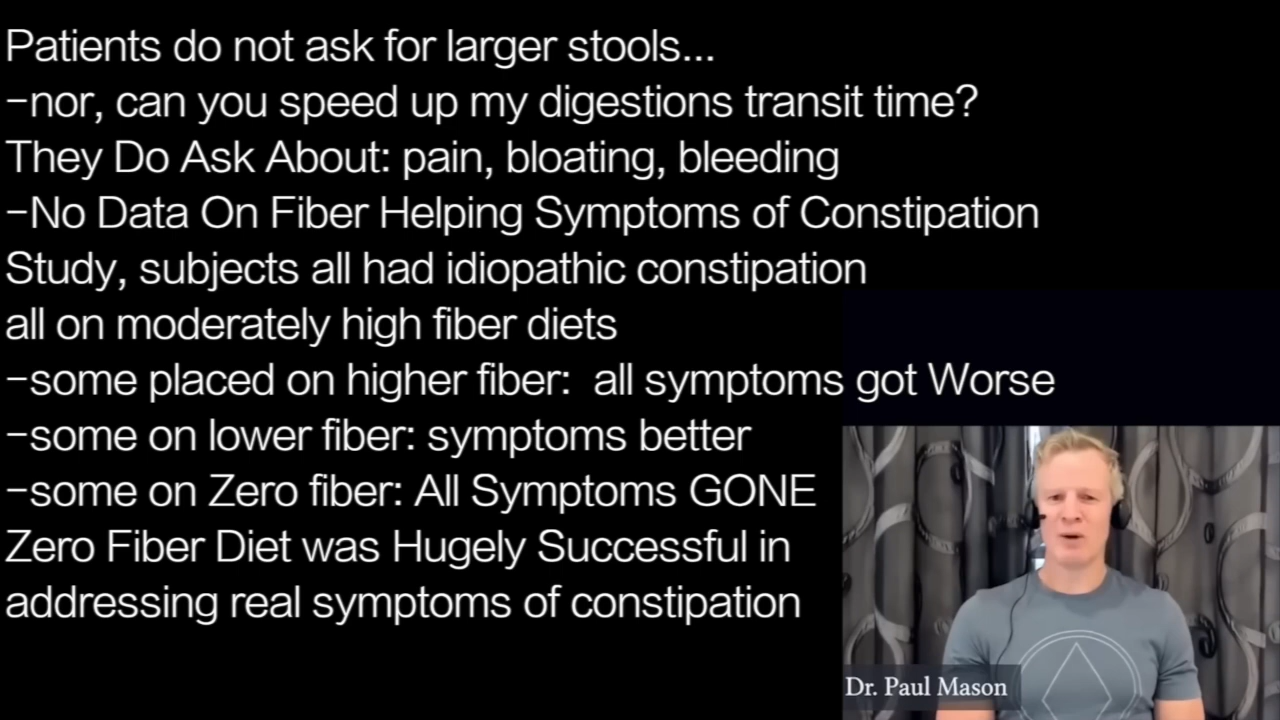 Patients do not ask for larger stools...
–nor, can you speed up my digestions transit time?
They Do Ask About: pain, bloating, bleeding
–No Data On Fiber Helping Symptoms of Constipation
Study, subjects all had idiopathic constipation
all on moderately high fiber diets
–some placed on higher fiber:  all symptoms got Worse
–some on lower fiber: symptoms better
–some on Zero fiber: All Symptoms GONE
Zero Fiber Diet was Hugely Successful in
addressing real symptoms of constipation
Dr. Paul Mason